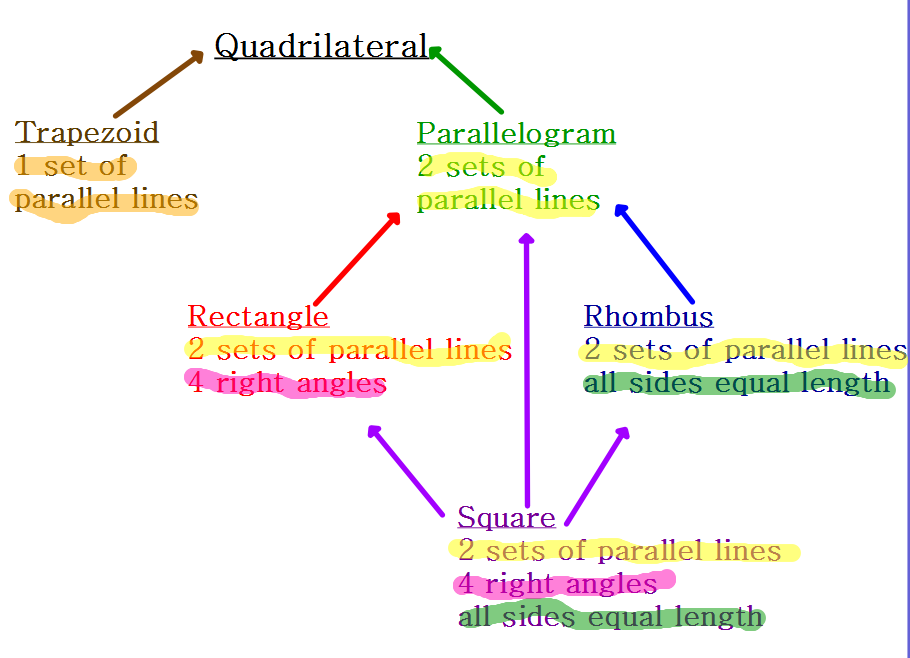 Quadrilateral
Trapezoid
1 set of
parallel lines
Parallelogram
2 sets of
parallel lines
Rectangle
2 sets of parallel lines
4 right angles
Rhombus
2 sets of parallel lines
all sides equal length
Square
2 sets of parallel lines
4 right angles
all sides equal length